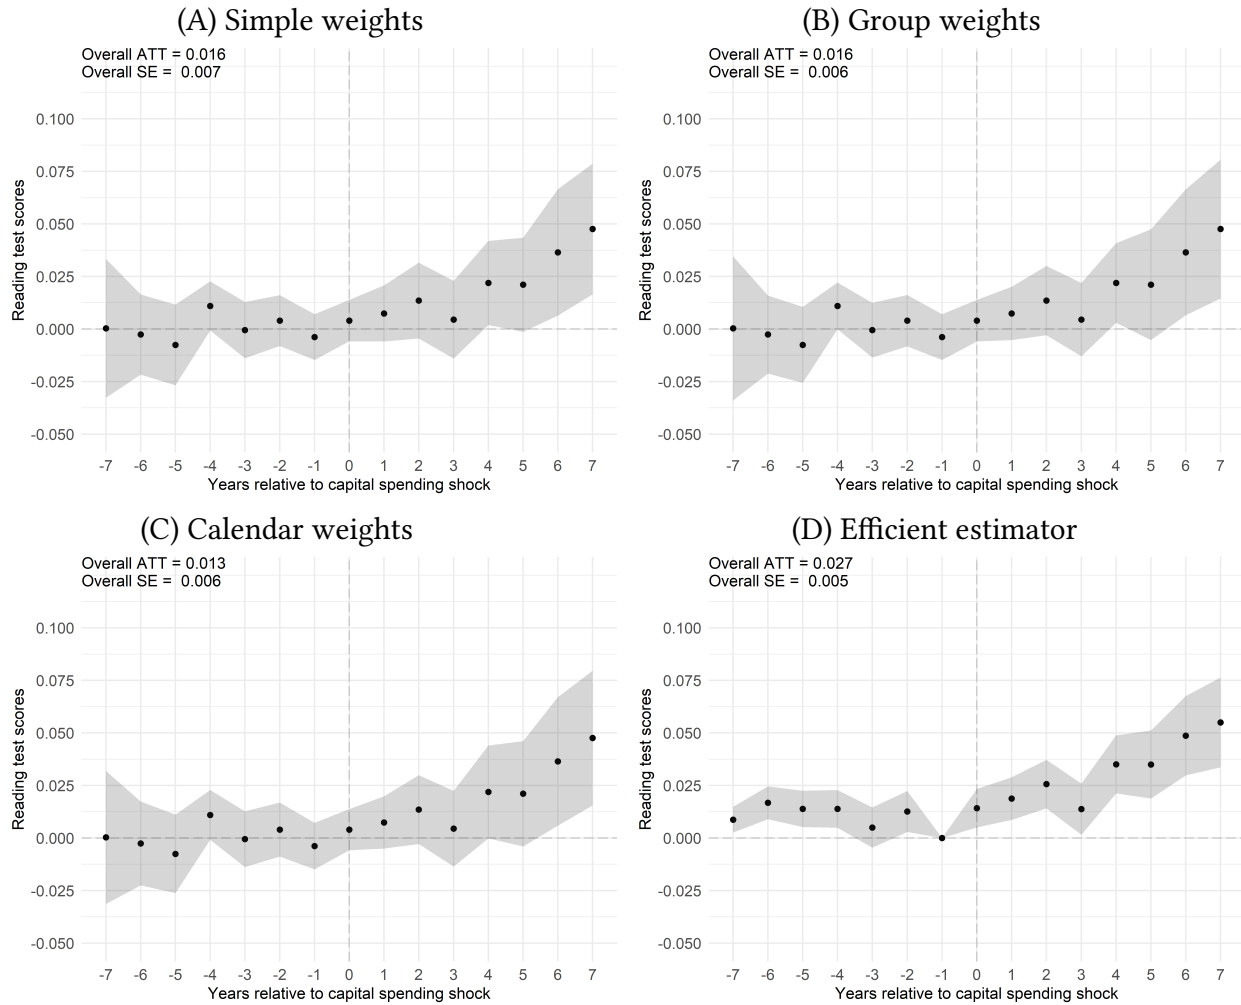 (A) Simple weights
Overall ATT = 0.016
Overall SE =  0.007
0.100
0.075
0.050
0.025
0.000
-0.025
-0.050
Reading test scores
-7 -6 -5 -4 -3 -2 -1 0 1 2 3 4 5 6 7
Years relative to capital spending shock
(B) Group weights
Overall ATT = 0.016
Overall SE =  0.006
0.100
0.075
0.050
0.025
0.000
-0.025
-0.050
Reading test scores
-7 -6 -5 -4 -3 -2 -1 0 1 2 3 4 5 6 7
Years relative to capital spending shock
(C) Calendar weights
Overall ATT = 0.013
Overall SE =  0.006
0.100
0.075
0.050
0.025
0.000
-0.025
-0.050
Reading test scores
-7 -6 -5 -4 -3 -2 -1 0 1 2 3 4 5 6 7
Years relative to capital spending shock
(D) Efficient estimator
Overall ATT = 0.027
Overall SE =  0.005
0.100
0.075
0.050
0.025
0.000
-0.025
-0.050
Reading test scores
-7 -6 -5 -4 -3 -2 -1 0 1 2 3 4 5 6 7
Years relative to capital spending shock